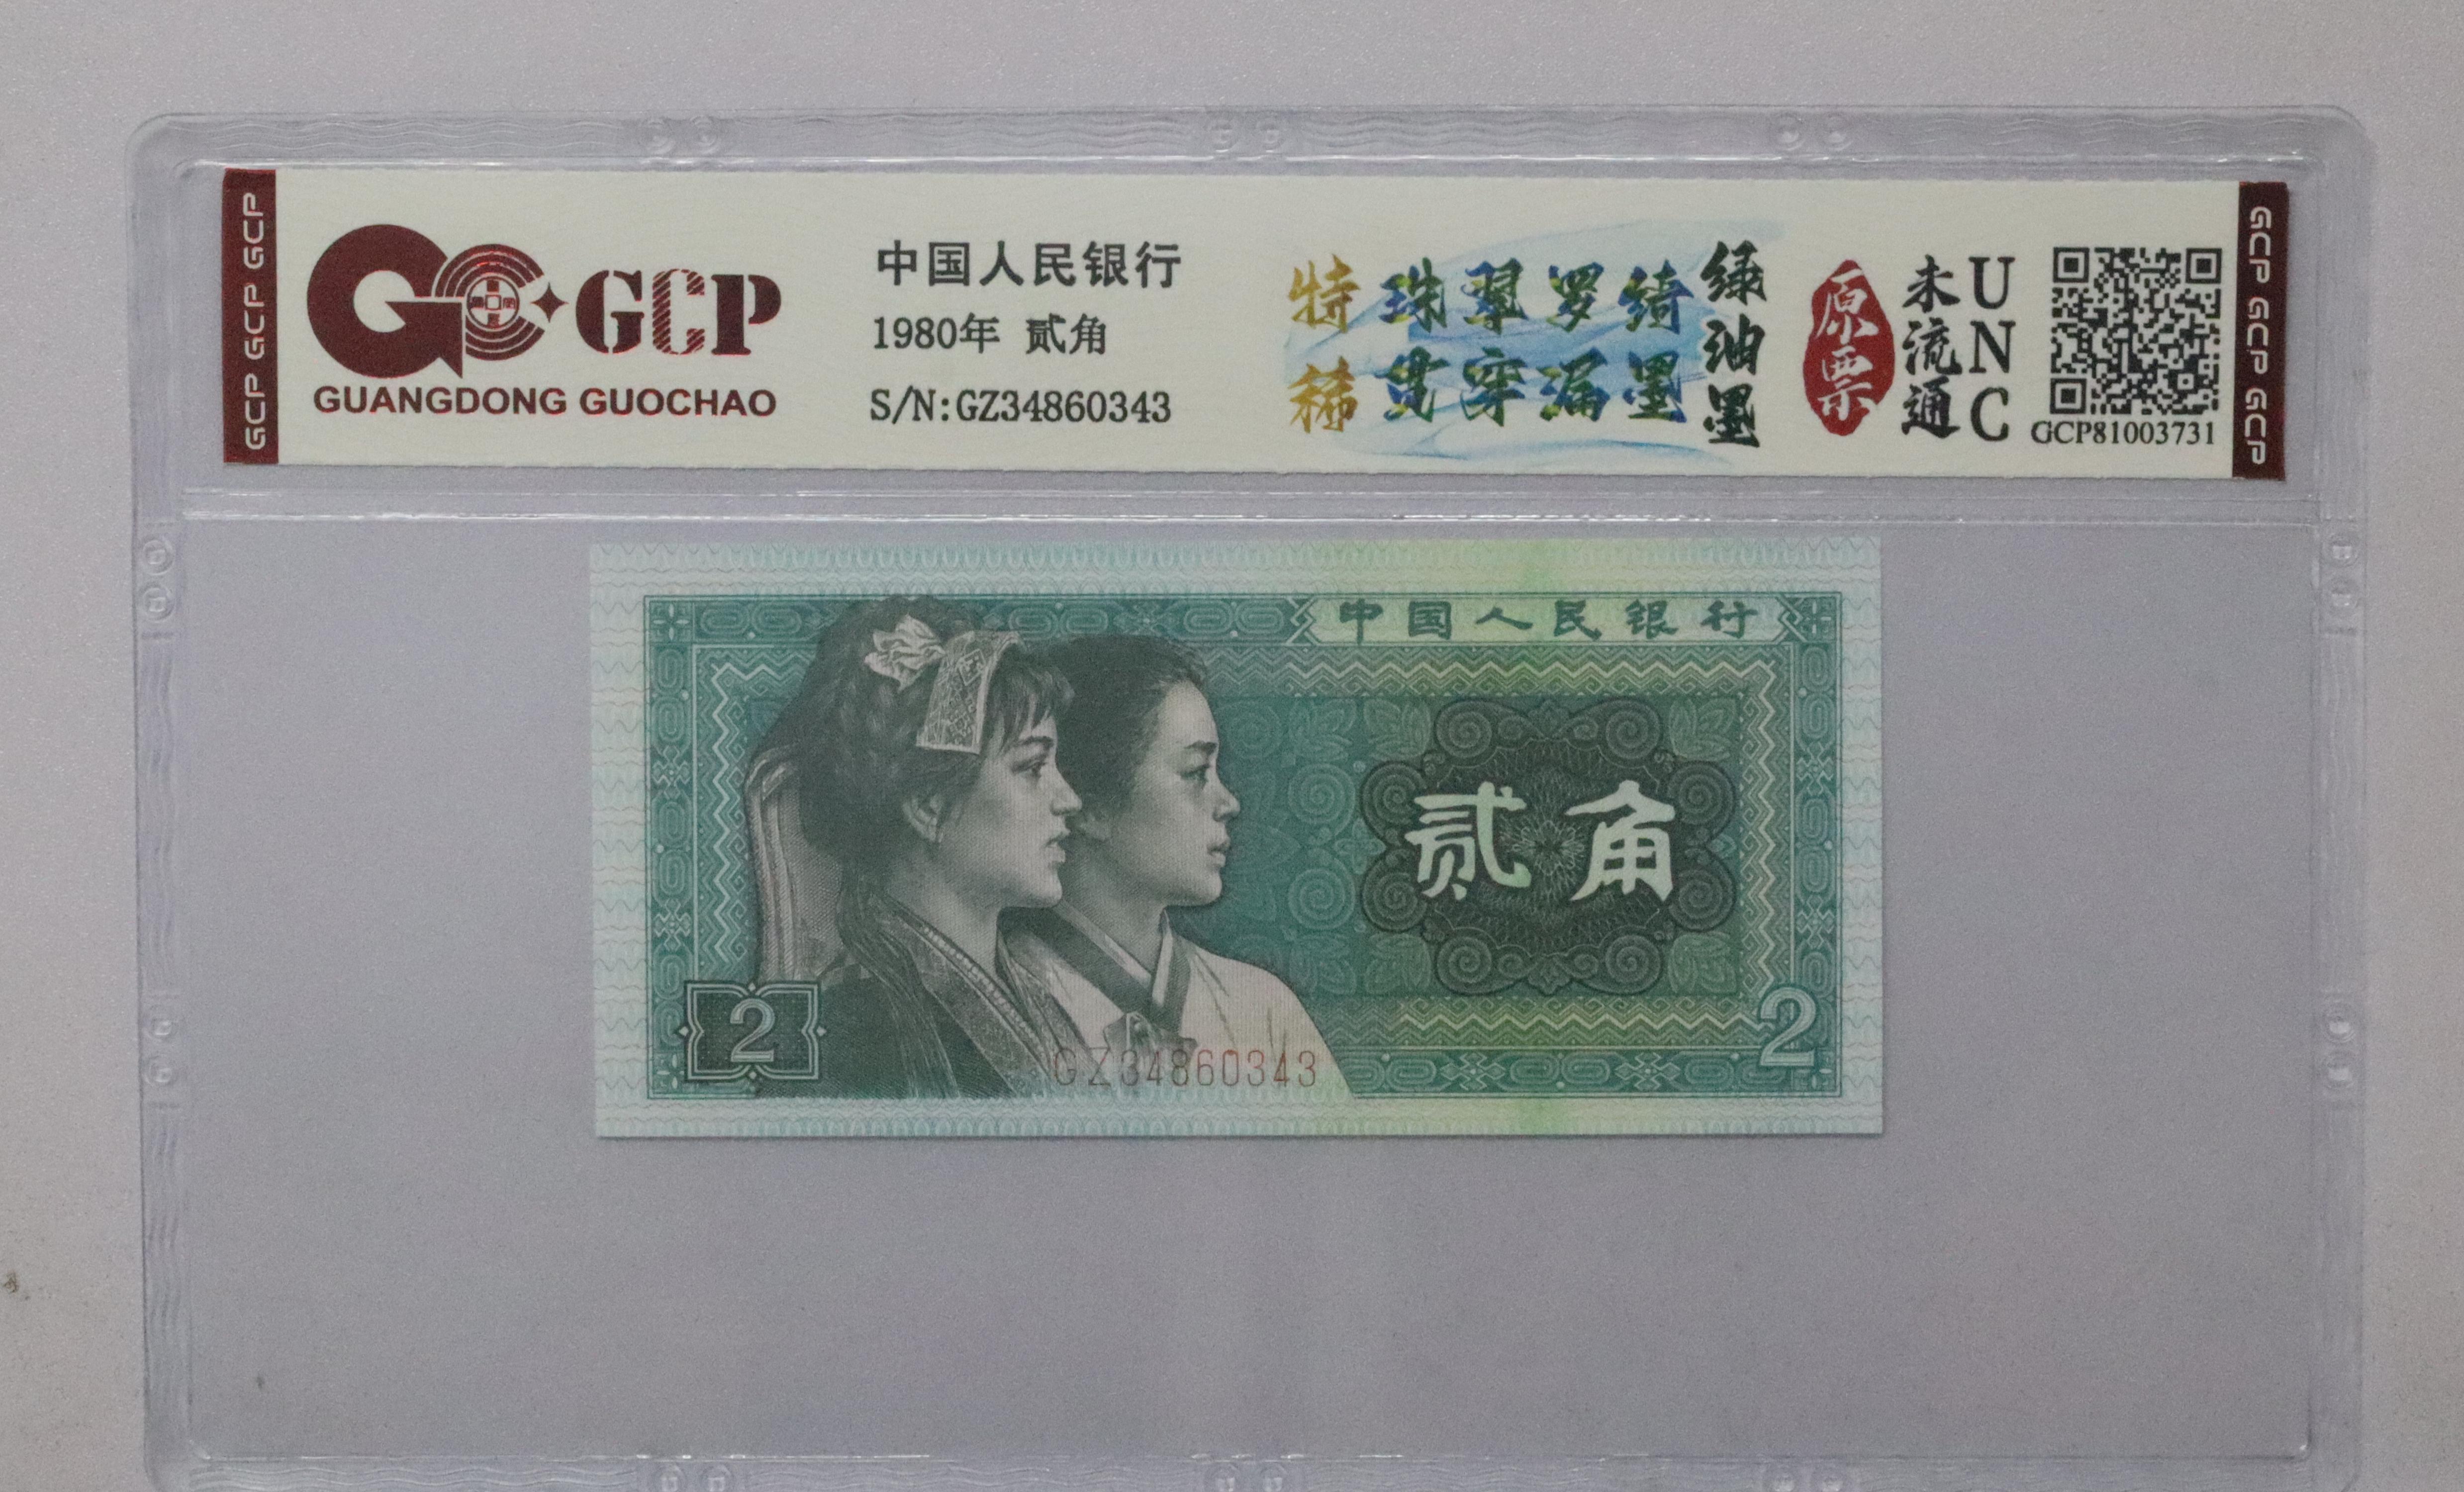 GCP GCP GCP
GCP
GUANGDONG GUOCHAO
中国人民银行
1980年 贰角
S/N:GZ34860343
特稀
珠翠罗绮
贯穿漏墨
绿油墨
原票
未流通
UNC
GCP81003731
GCP GCP GCP
中国人民银行
贰角
2
GZ34860343
2